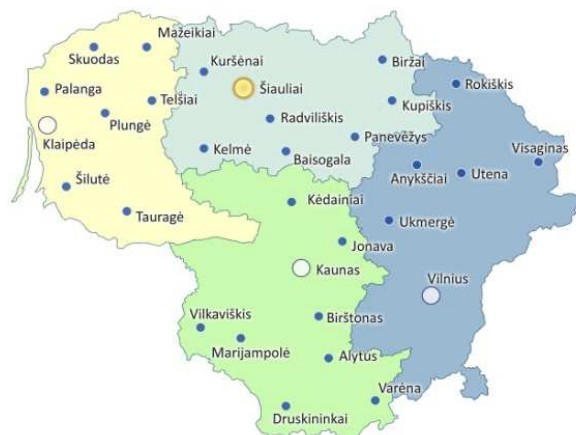 Mažeikiai
Skuodas
Kuršėnai
Biržai
Rokiškis
Palanga
Telšiai
Šiauliai
Kupiškis
Plungė
Radviliškis
Klaipėda
Panevėžys
Visaginas
Kelmė
Baisogala
Anykščiai
Utena
Šilutė
Kėdainiai
Tauragė
Ukmergė
Jonava
Kaunas
Vilnius
Vilkaviškis
Birštonas
Marijampolė
Alytus
Varėna
Druskininkai